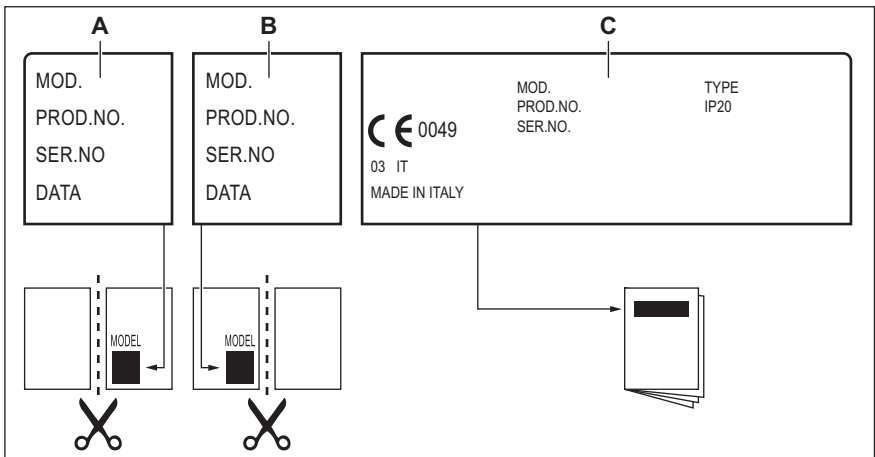 A
B
C
MOD.
PROD.NO.
SER.NO
DATA
MOD.
PROD.NO.
SER.NO
DATA
MOD.
PROD.NO.
SER.NO.
TYPE
IP20
CE 0049
03 IT
MADE IN ITALY
MODEL
MODEL